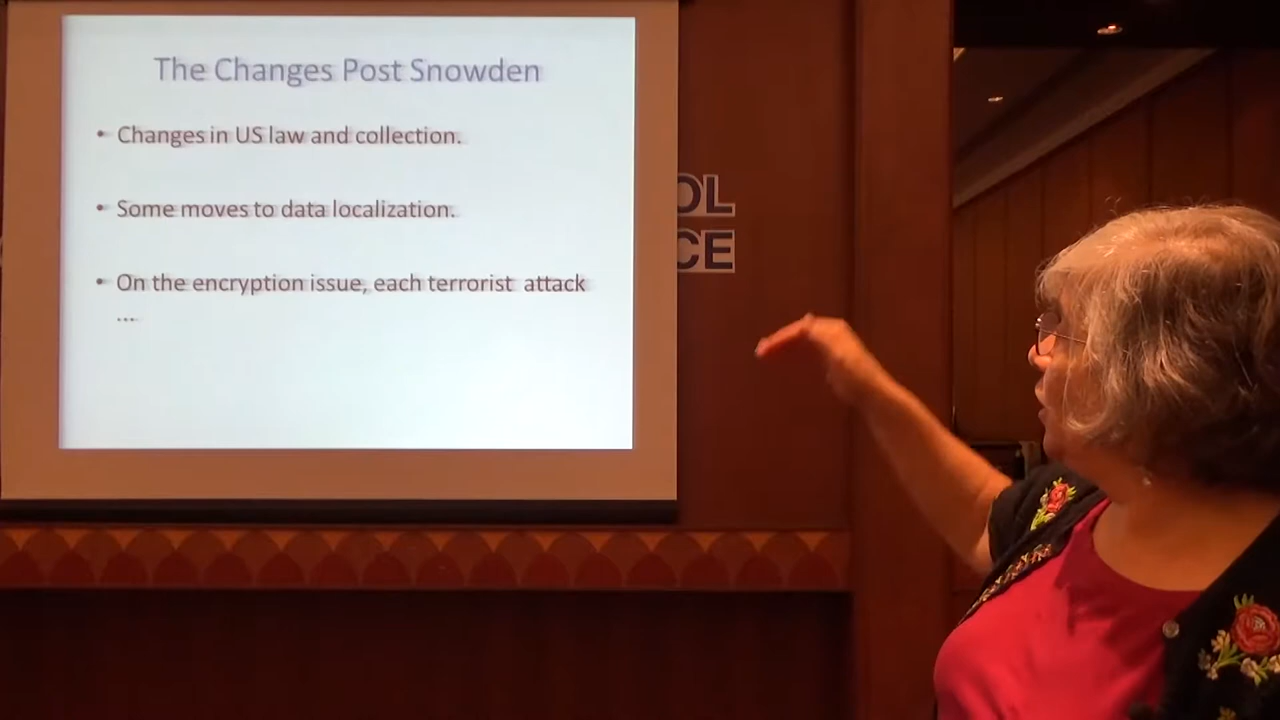 The Changes Post Snowden
• Changes in US law and collection.
• Some moves to data localization.
• On the encryption issue, each terrorist attack
...
OL
CE